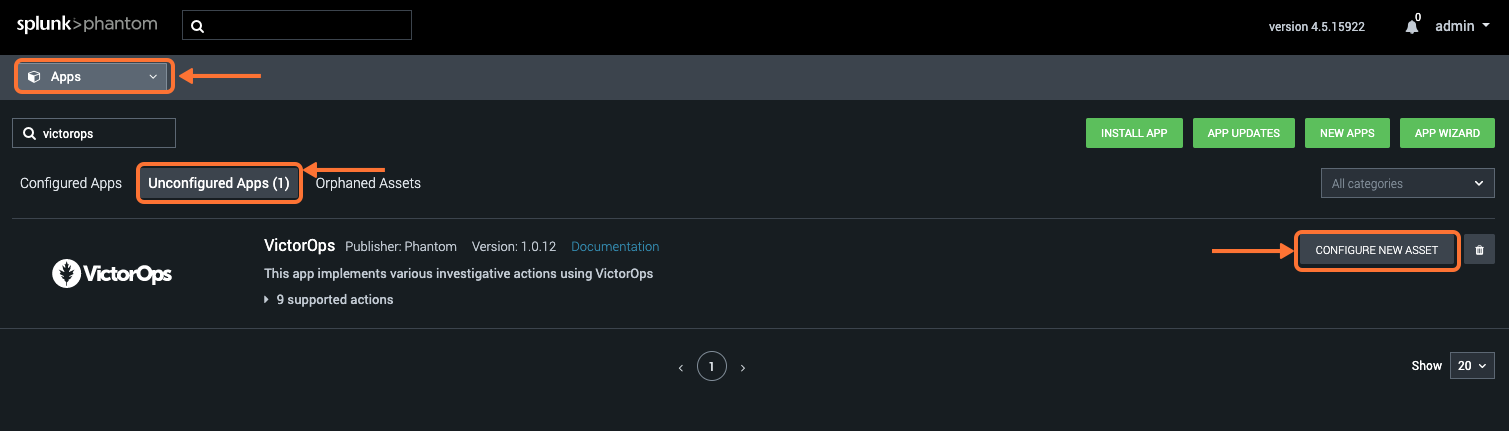 splunk>phantom
version 4.5.15922
0
admin
Apps
victorops
INSTALL APP
APP UPDATES
NEW APPS
APP WIZARD
Configured Apps
Unconfigured Apps (1)
Orphaned Assets
All categories
VictorOps
VictorOps Publisher: Phantom Version: 1.0.12 Documentation
CONFIGURE NEW ASSET
This app implements various investigative actions using VictorOps
9 supported actions
‹ 1 ›
Show 20